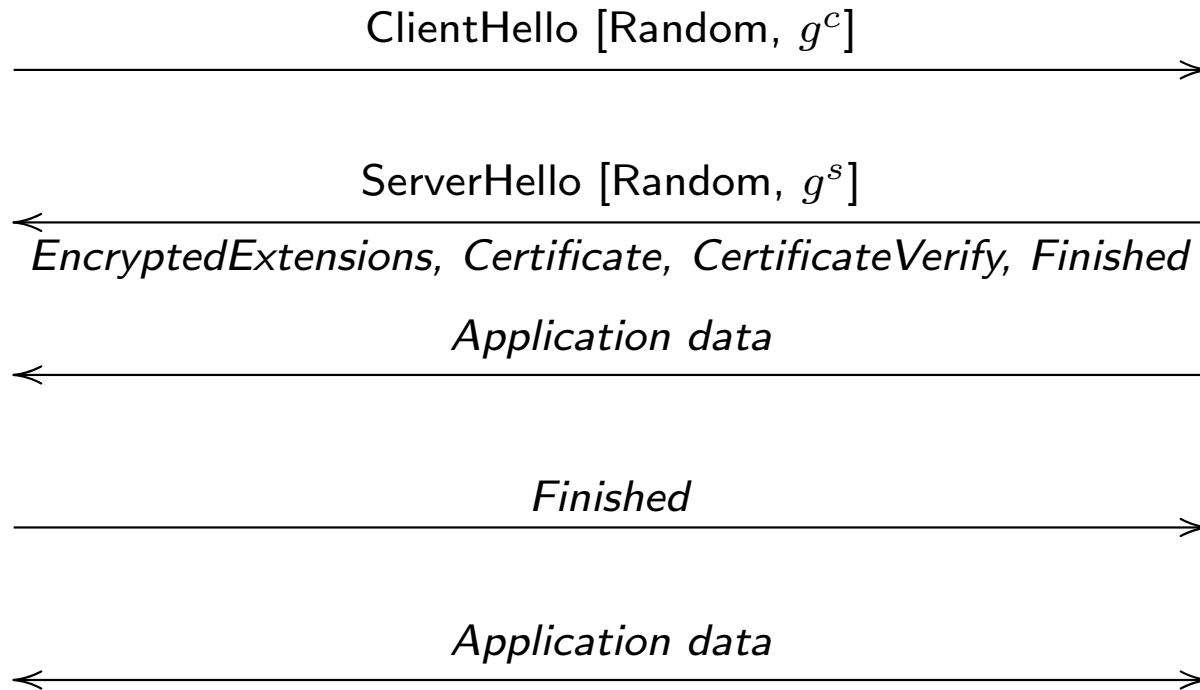 ClientHello [Random, g^c]
ServerHello [Random, g^s]
EncryptedExtensions, Certificate, CertificateVerify, Finished
Application data
Finished
Application data